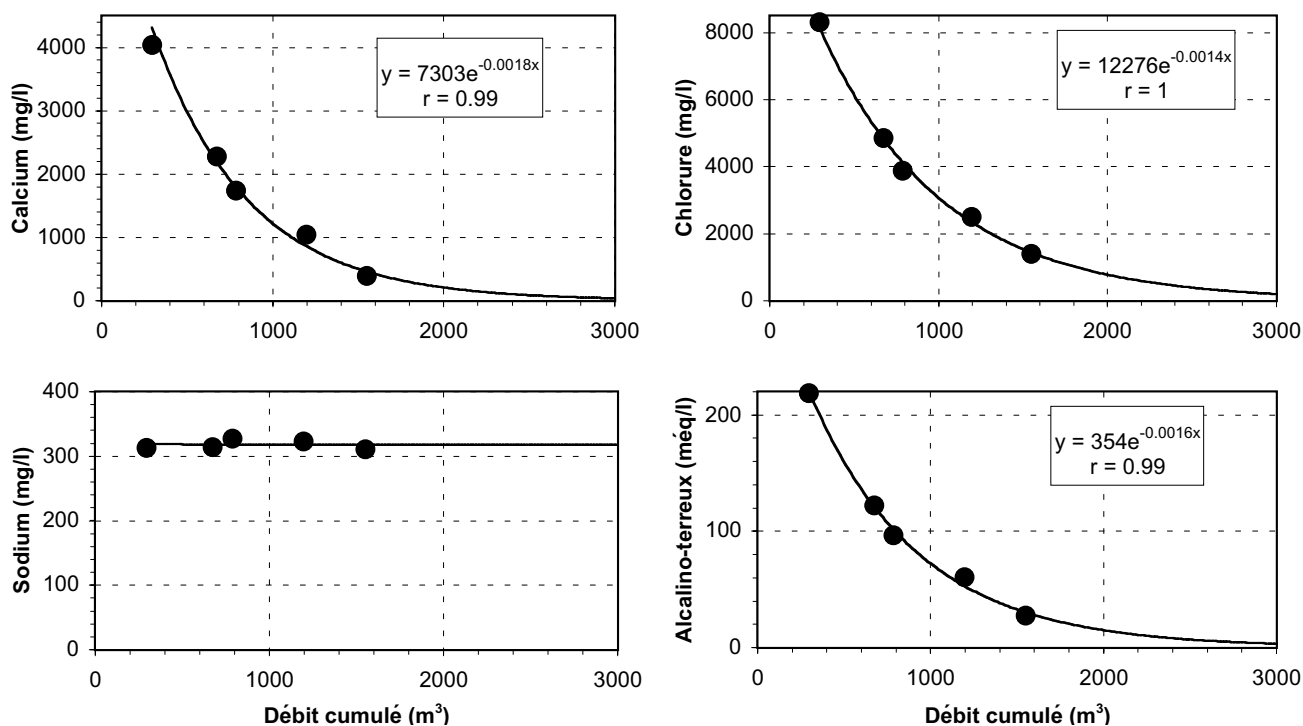 Calcium (mg/l)
4000
3000
2000
1000
0
y = 7303e^-0.0018x
r = 0.99
0 1000 2000 3000
Chlorure (mg/l)
8000
6000
4000
2000
0
y = 12276e^-0.0014x
r = 1
0 1000 2000 3000
Sodium (mg/l)
400
300
200
100
0
0 1000 2000 3000
Débit cumulé (m³)
Alcalino-terreux (méq/l)
200
100
0
y = 354e^-0.0016x
r = 0.99
0 1000 2000 3000
Débit cumulé (m³)